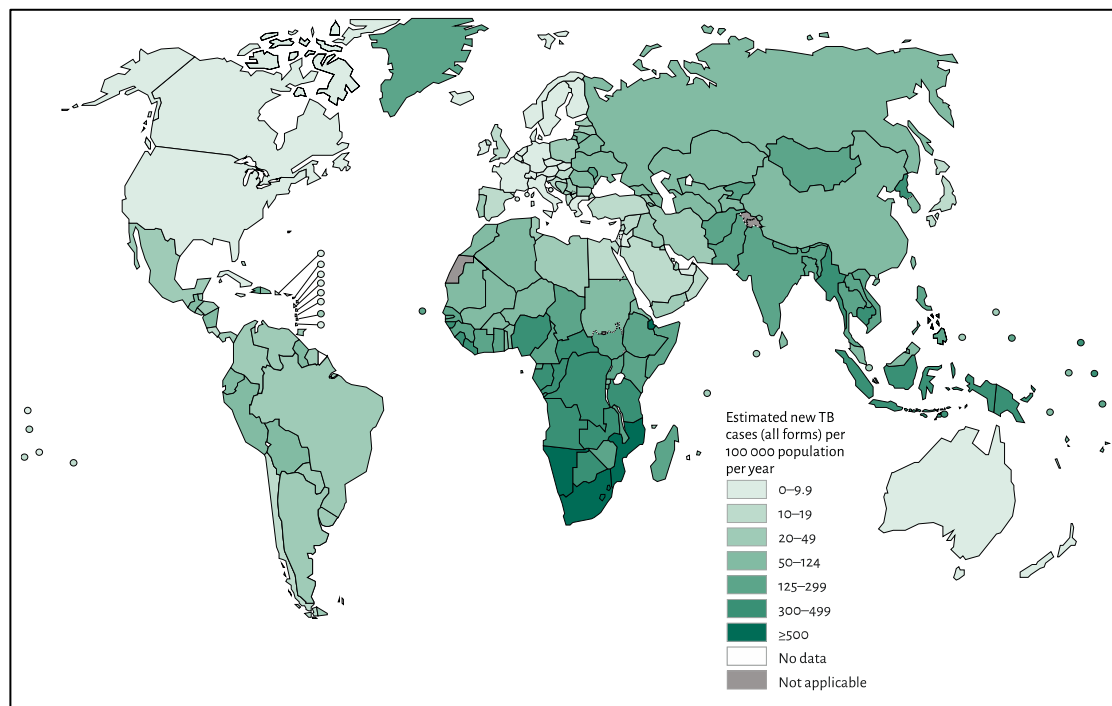 Estimated new TB
cases (all forms) per
100 000 population
per year
0–9.9
10–19
20–49
50–124
125–299
300–499
≥500
No data
Not applicable